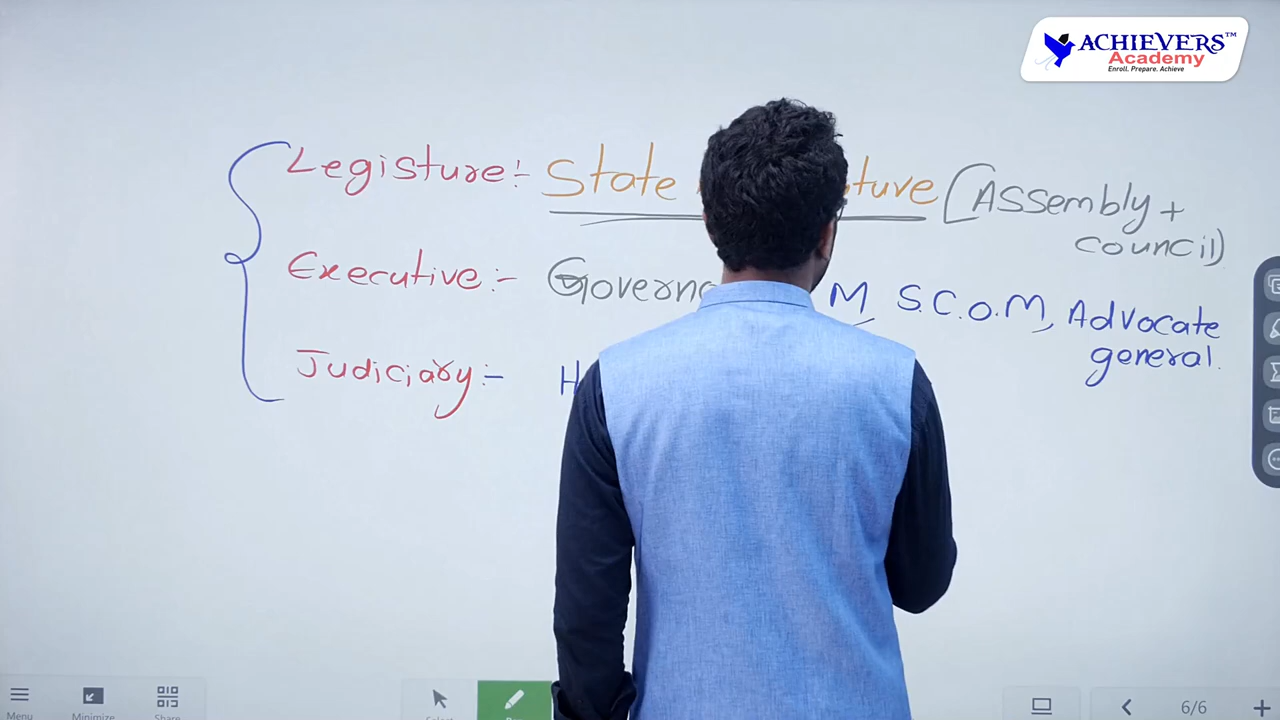 ACHIEVERS™
Academy
Enroll. Prepare. Achieve
Legisture:- State ture (Assembly +
council)
Executive:- Governo M, S.C.O.M, Advocate
general.
Judiciary:- H
Menu
Minimize
Share
Select
6/6